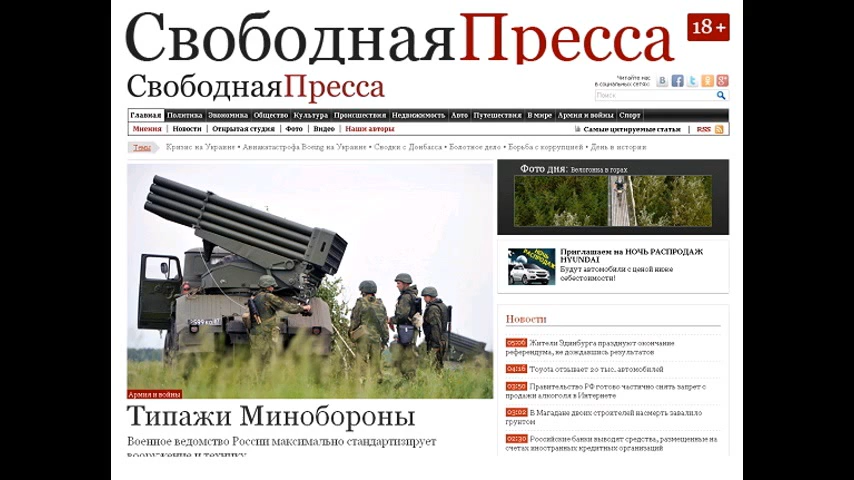 СвободнаяПресса
18+
СвободнаяПресса
Читайте нас
в социальных сетях:
Поиск
Главная Политика Экономика Общество Культура Происшествия Недвижимость Авто Путешествия В мире Армия и войны Спорт
Мнения Новости Открытая студия Фото Видео Наши авторы
Самые цитируемые статьи RSS
Темы Кризис на Украине • Авиакатастрофа Boeing на Украине • Сводки с Донбасса • Болотное дело • Борьба с коррупцией • День в истории
Армия и войны
Типажи Минобороны
Военное ведомство России максимально стандартизирует
вооружение и технику
Фото дня: Велогонка в горах
НОЧЬ
РАСПРОДАЖ
Приглашаем на НОЧЬ РАСПРОДАЖ
HYUNDAI
Будут автомобили с ценой ниже
себестоимости!
Новости
05:06 Жители Эдинбурга празднуют окончание
референдума, не дождавшись результатов
04:16 Toyota отзывает 20 тыс. автомобилей
03:50 Правительство РФ готово частично снять запрет с
продажи алкоголя в Интернете
03:02 В Магадане двоих строителей насмерть завалило
грунтом
02:30 Российские банки выводят средства, размещенные на
счетах иностранных кредитных организаций